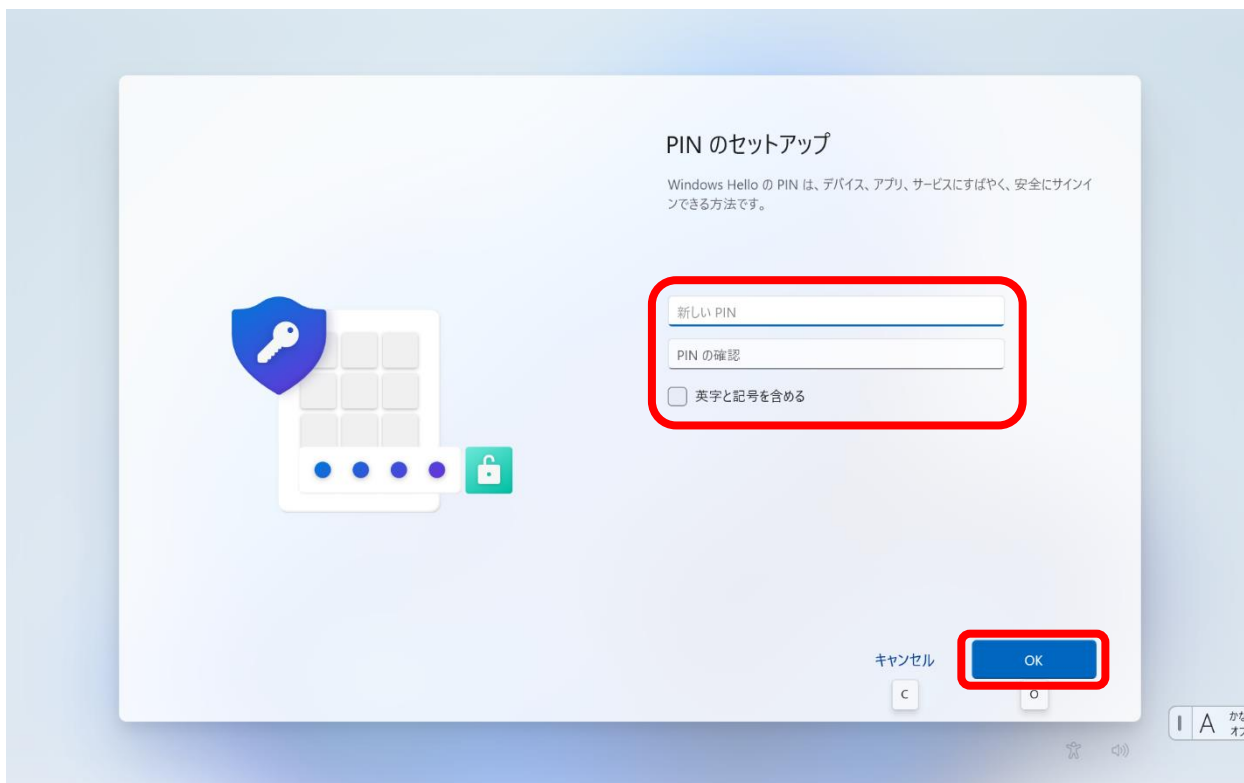 PIN のセットアップ
Windows Hello の PIN は、デバイス、アプリ、サービスにすばやく、安全にサインイ
ンできる方法です。
新しい PIN
PIN の確認
英字と記号を含める
キャンセル
OK
C
O
A
かな